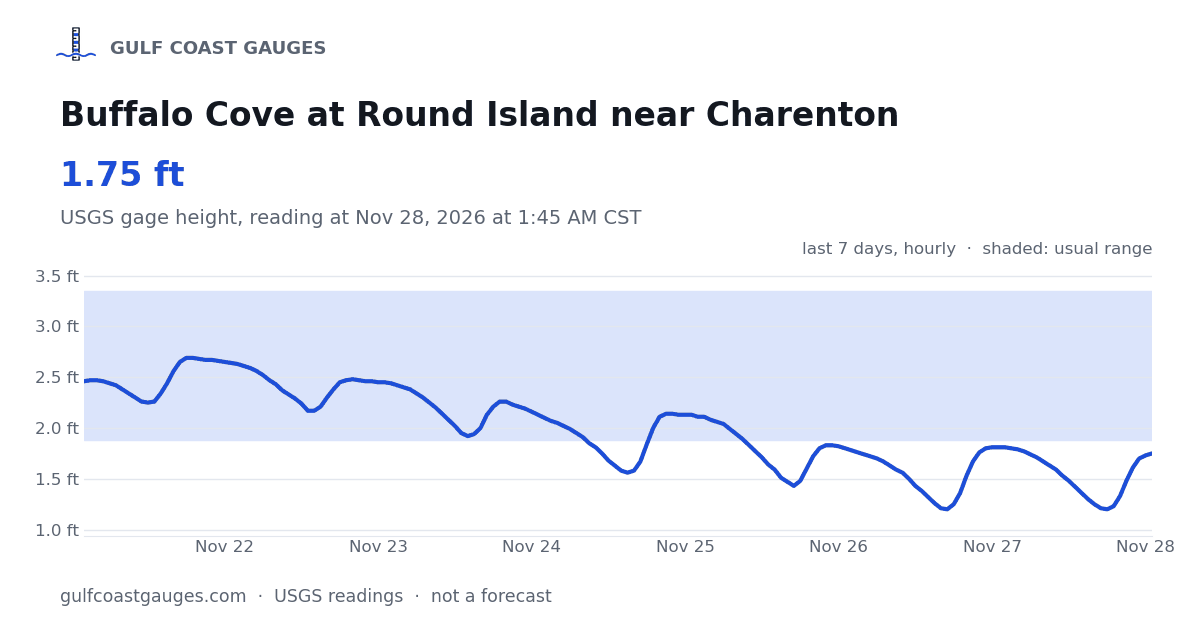 GULF COAST GAUGES
Buffalo Cove at Round Island near Charenton
1.75 ft
USGS gage height, reading at Nov 28, 2026 at 1:45 AM CST
last 7 days, hourly · shaded: usual range
3.5 ft
3.0 ft
2.5 ft
2.0 ft
1.5 ft
1.0 ft
Nov 22 Nov 23 Nov 24 Nov 25 Nov 26 Nov 27 Nov 28
gulfcoastgauges.com · USGS readings · not a forecast